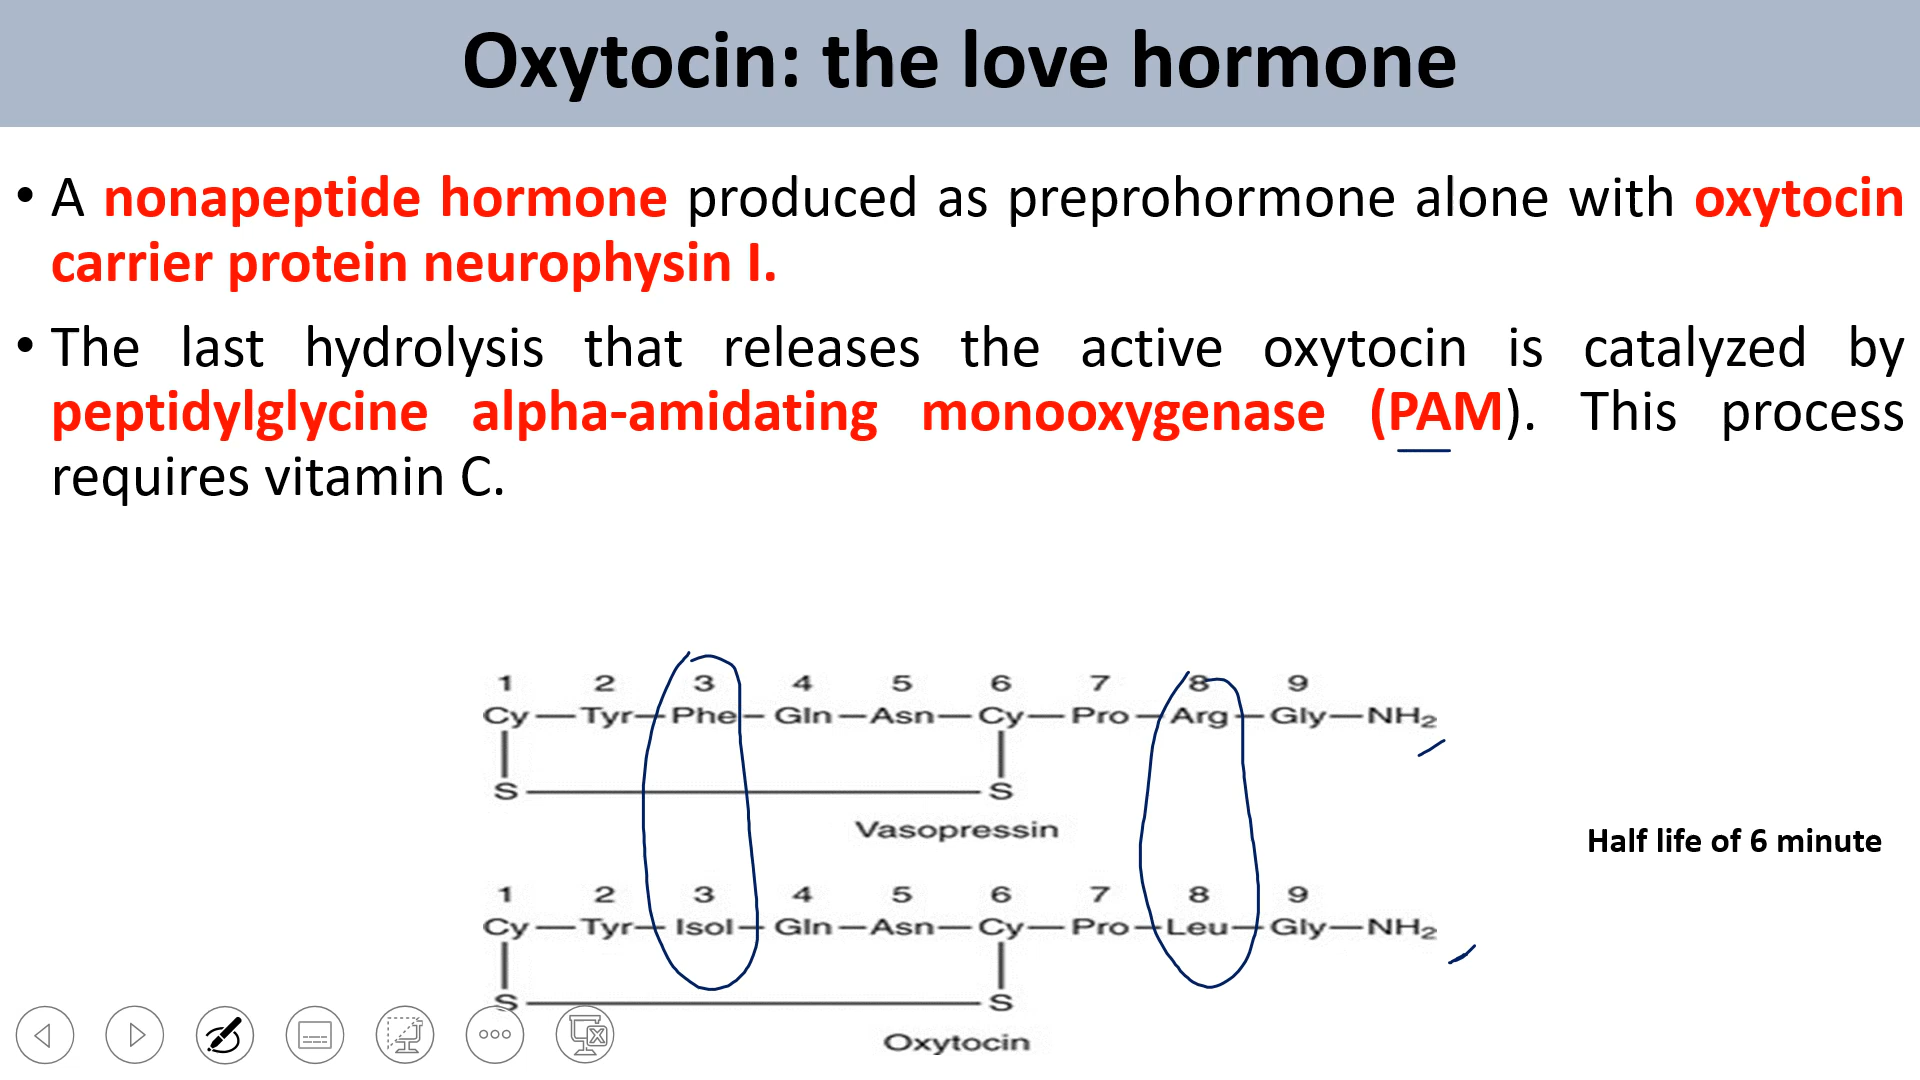 Oxytocin: the love hormone
• A nonapeptide hormone produced as preprohormone alone with oxytocin
carrier protein neurophysin I.
• The last hydrolysis that releases the active oxytocin is catalyzed by
peptidylglycine alpha-amidating monooxygenase (PAM). This process
requires vitamin C.
1 2 3 4 5 6 7 8 9
Cy—Tyr—Phe—Gln—Asn—Cy—Pro—Arg—Gly—NH₂
S S
Vasopressin
Half life of 6 minute
1 2 3 4 5 6 7 8 9
Cy—Tyr—Isol—Gln—Asn—Cy—Pro—Leu—Gly—NH₂
S S
Oxytocin